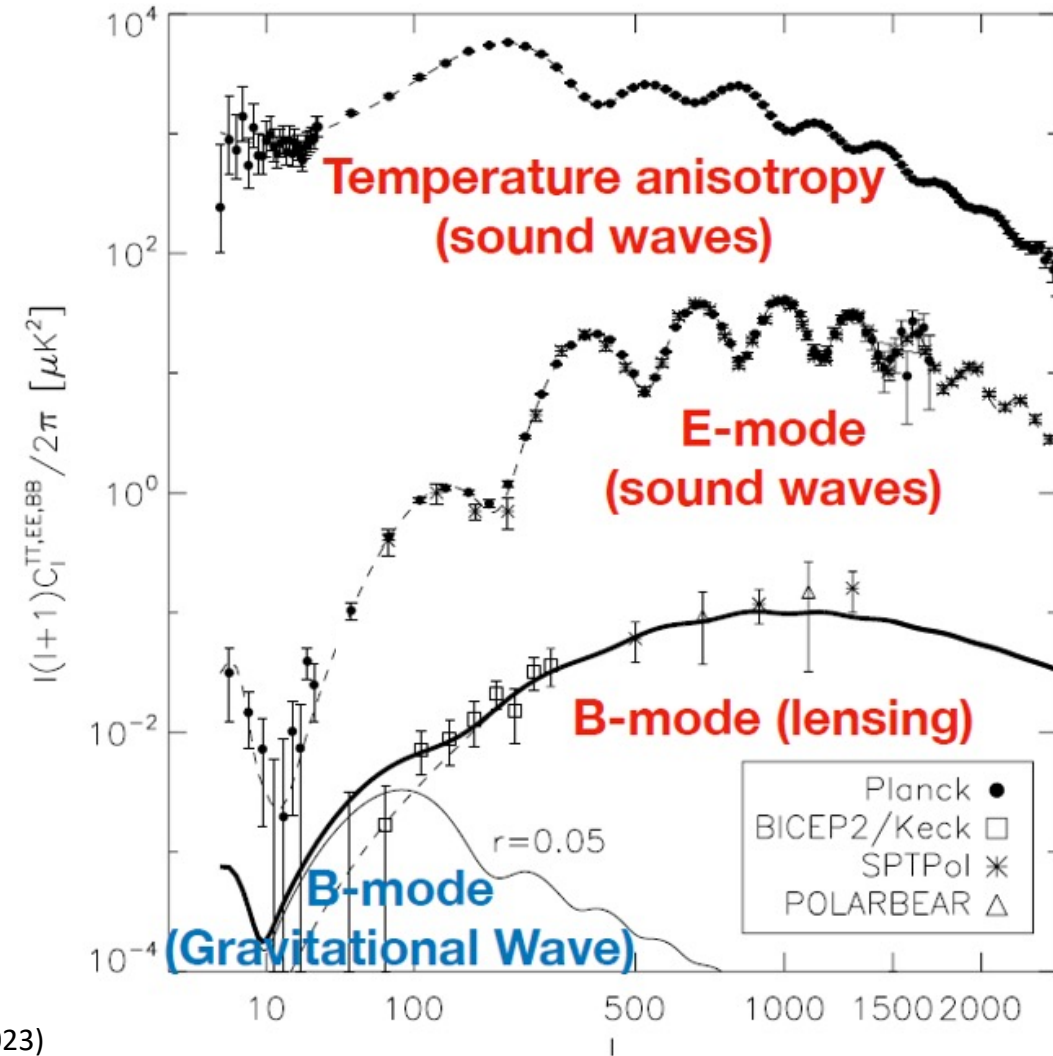 10⁴
Temperature anisotropy
(sound waves)
10²
l(l+1)C_l^{TT,EE,BB}/2π [μK²]
E-mode
(sound waves)
10⁰
B-mode (lensing)
10⁻²
Planck
BICEP2/Keck
SPTPol
POLARBEAR
r=0.05
B-mode
(Gravitational Wave)
10⁻⁴
10 100 500 1000 1500 2000
l
023)